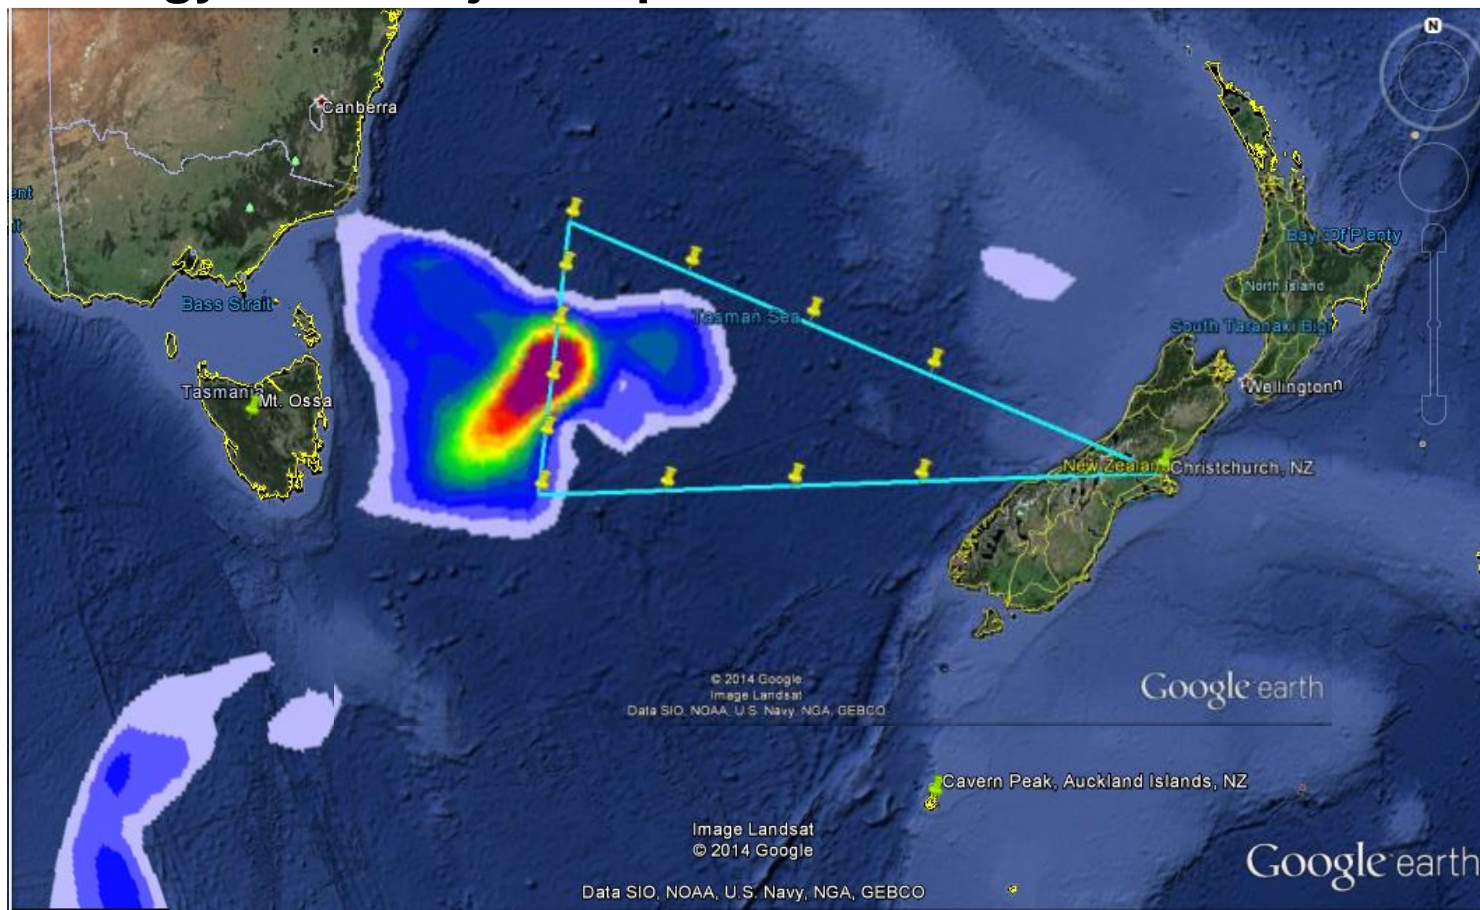 N
Canberra
Bass Strait
Tasman Sea
Bay Of Plenty
North Island
South Taranaki
Wellington
Tasmania
Mt. Ossa
New Zealan
Christchurch, NZ
© 2014 Google
Image Landsat
Data SIO, NOAA, U.S. Navy, NGA, GEBCO
Google earth
Cavern Peak, Auckland Islands, NZ
Image Landsat
© 2014 Google
Data SIO, NOAA, U.S. Navy, NGA, GEBCO
Google earth